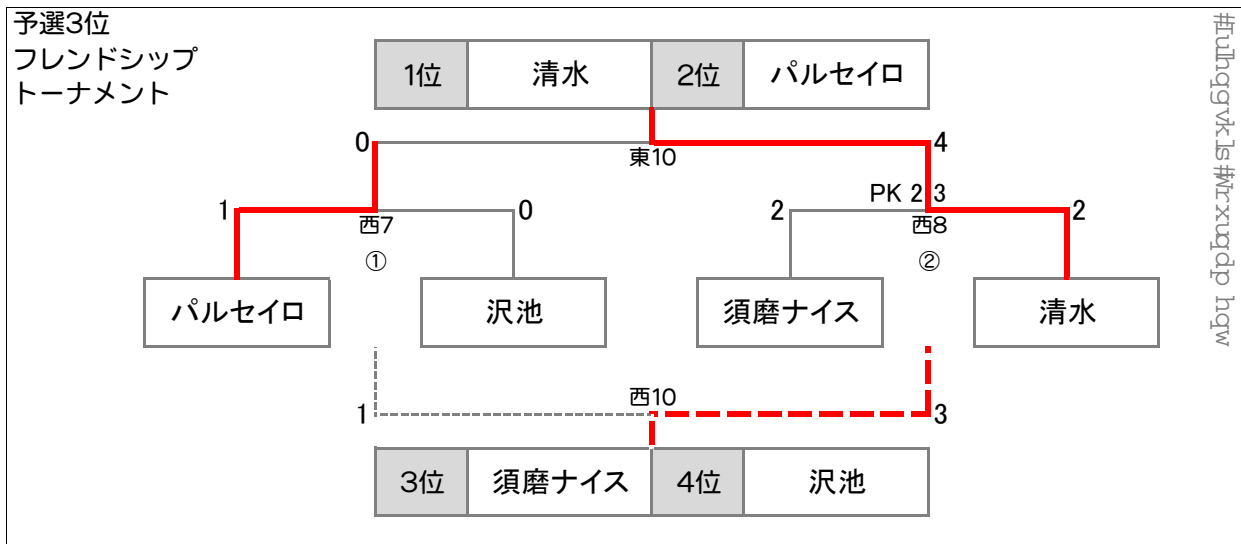 予選3位
フレンドシップ
トーナメント
1位 清水 2位 パルセイロ
0 4
東10
PK 2 3
1 0 2 2
西7 西8
① ②
パルセイロ 沢池 須磨ナイス 清水
西10
1 3
3位 須磨ナイス 4位 沢池
#Iulhqgvkls#Wrxuqdp hqw